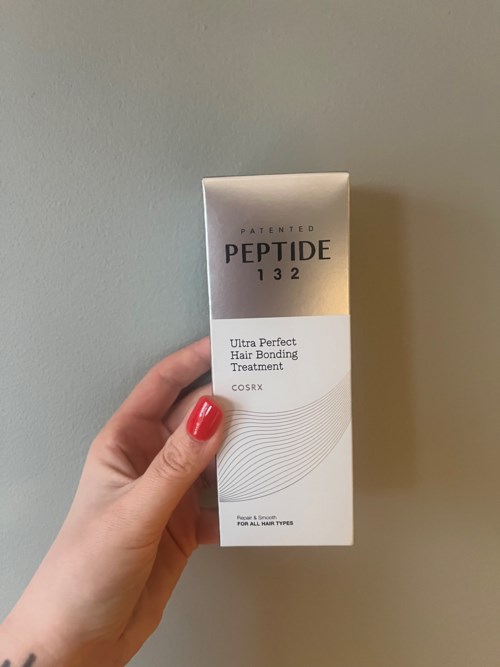 PATENTED
PEPTIDE
132
Ultra Perfect
Hair Bonding
Treatment
COSRX
Repair & Smooth
FOR ALL HAIR TYPES